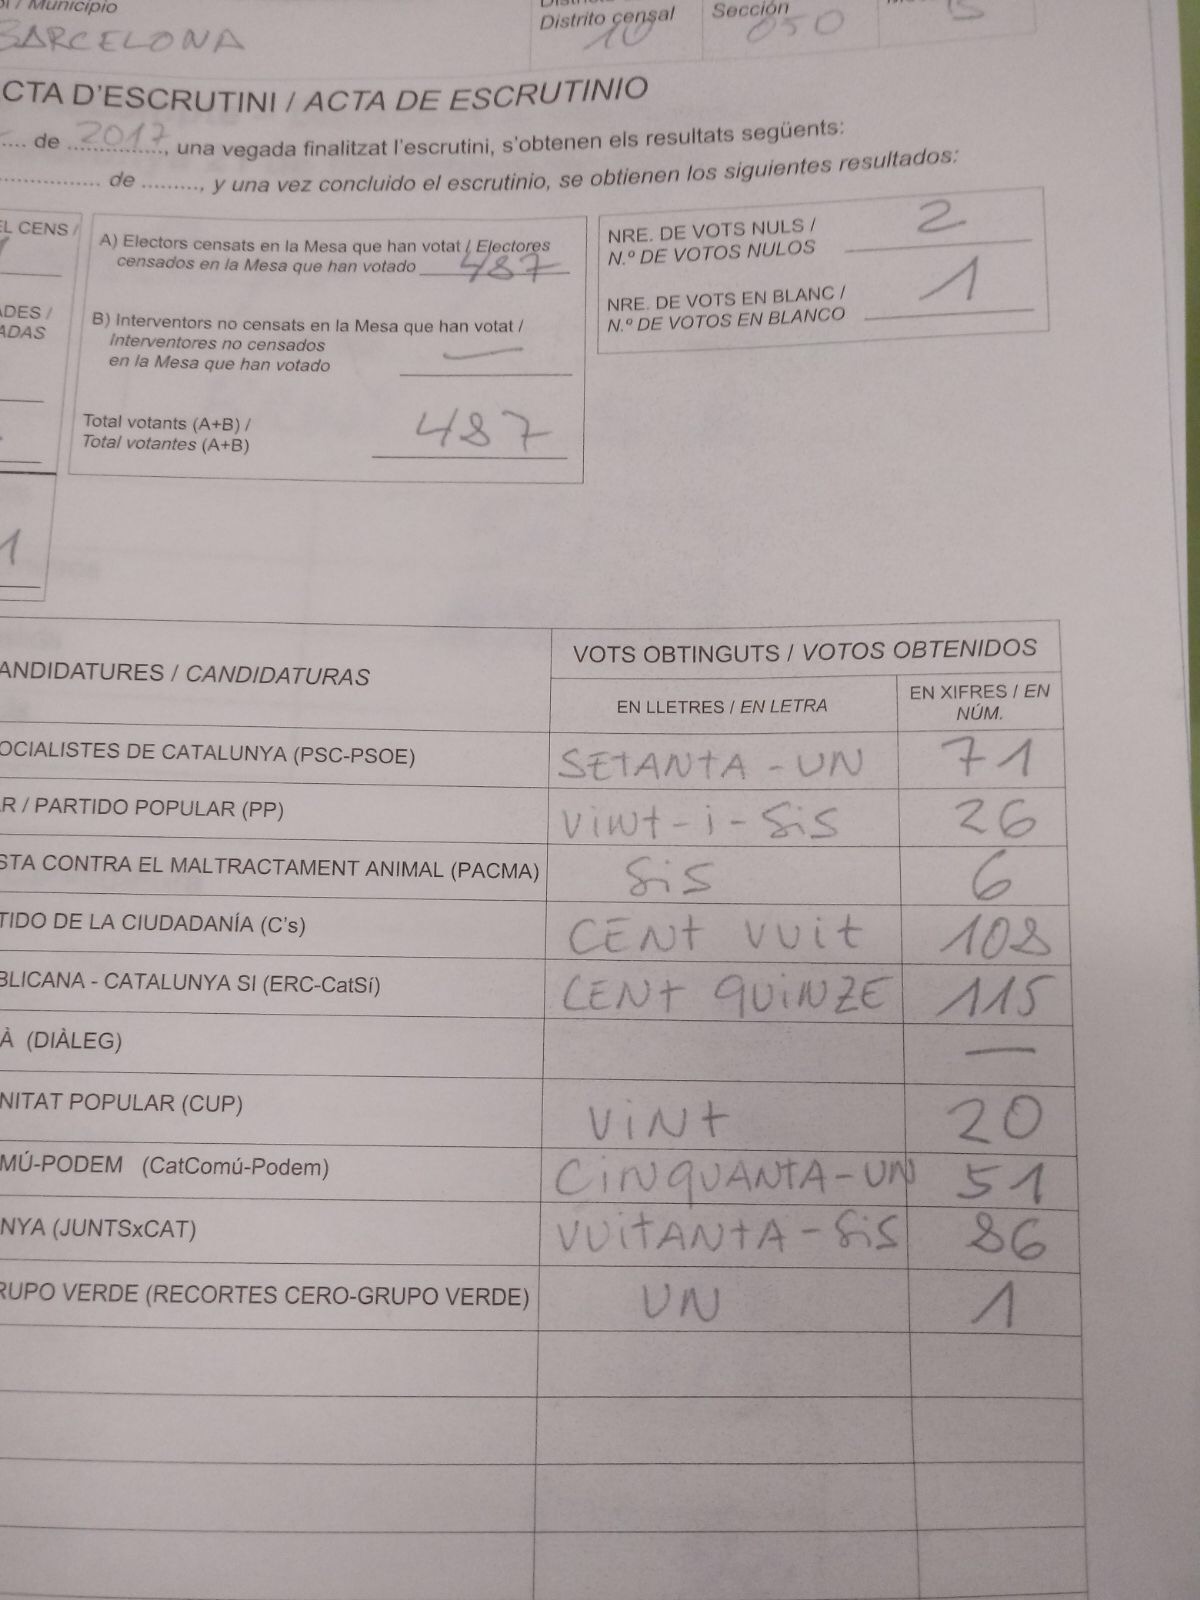 / Municipio
BARCELONA
Distrito censal
10
Sección
050
CTA D'ESCRUTINI / ACTA DE ESCRUTINIO
.... de 2017, una vegada finalitzat l'escrutini, s'obtenen els resultats següents:
.................. de .........., y una vez concluido el escrutinio, se obtienen los siguientes resultados:
EL CENS /
A) Electors censats en la Mesa que han votat / Electores
censados en la Mesa que han votado 487
B) Interventors no censats en la Mesa que han votat /
Interventores no censados
en la Mesa que han votado —
Total votants (A+B) /
Total votantes (A+B)
487
NRE. DE VOTS NULS /
N.º DE VOTOS NULOS
2
NRE. DE VOTS EN BLANC /
N.º DE VOTOS EN BLANCO
1
ADES /
ADAS
1
ANDIDATURES / CANDIDATURAS
VOTS OBTINGUTS / VOTOS OBTENIDOS
EN LLETRES / EN LETRA
EN XIFRES / EN
NÚM.
OCIALISTES DE CATALUNYA (PSC-PSOE) SETANTA-UN 71
AR / PARTIDO POPULAR (PP) VINT-I-SIS 26
STA CONTRA EL MALTRACTAMENT ANIMAL (PACMA) SIS 6
TIDO DE LA CIUDADANÍA (C's) CENT VUIT 108
BLICANA - CATALUNYA SI (ERC-CatSí) CENT QUINZE 115
À (DIÀLEG) —
NITAT POPULAR (CUP) VINT 20
MÚ-PODEM (CatComú-Podem) CINQUANTA-UN 51
NYA (JUNTSxCAT) VUITANTA-SIS 86
RUPO VERDE (RECORTES CERO-GRUPO VERDE) UN 1